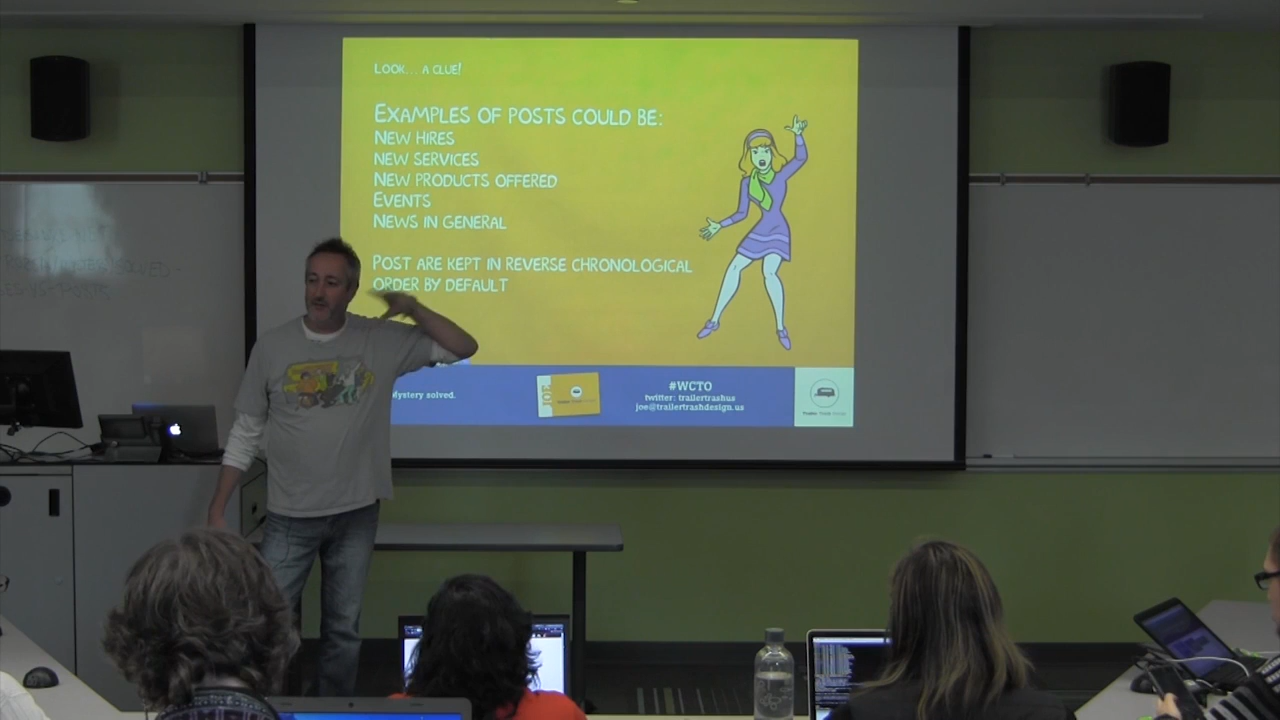 LOOK... A CLUE!
EXAMPLES OF POSTS COULD BE:
NEW HIRES
NEW SERVICES
NEW PRODUCTS OFFERED
EVENTS
NEWS IN GENERAL
POST ARE KEPT IN REVERSE CHRONOLOGICAL
ORDER BY DEFAULT
Mystery solved.
JOE
#WCTO
twitter: trailertrashus
joe@trailertrashdesign.us